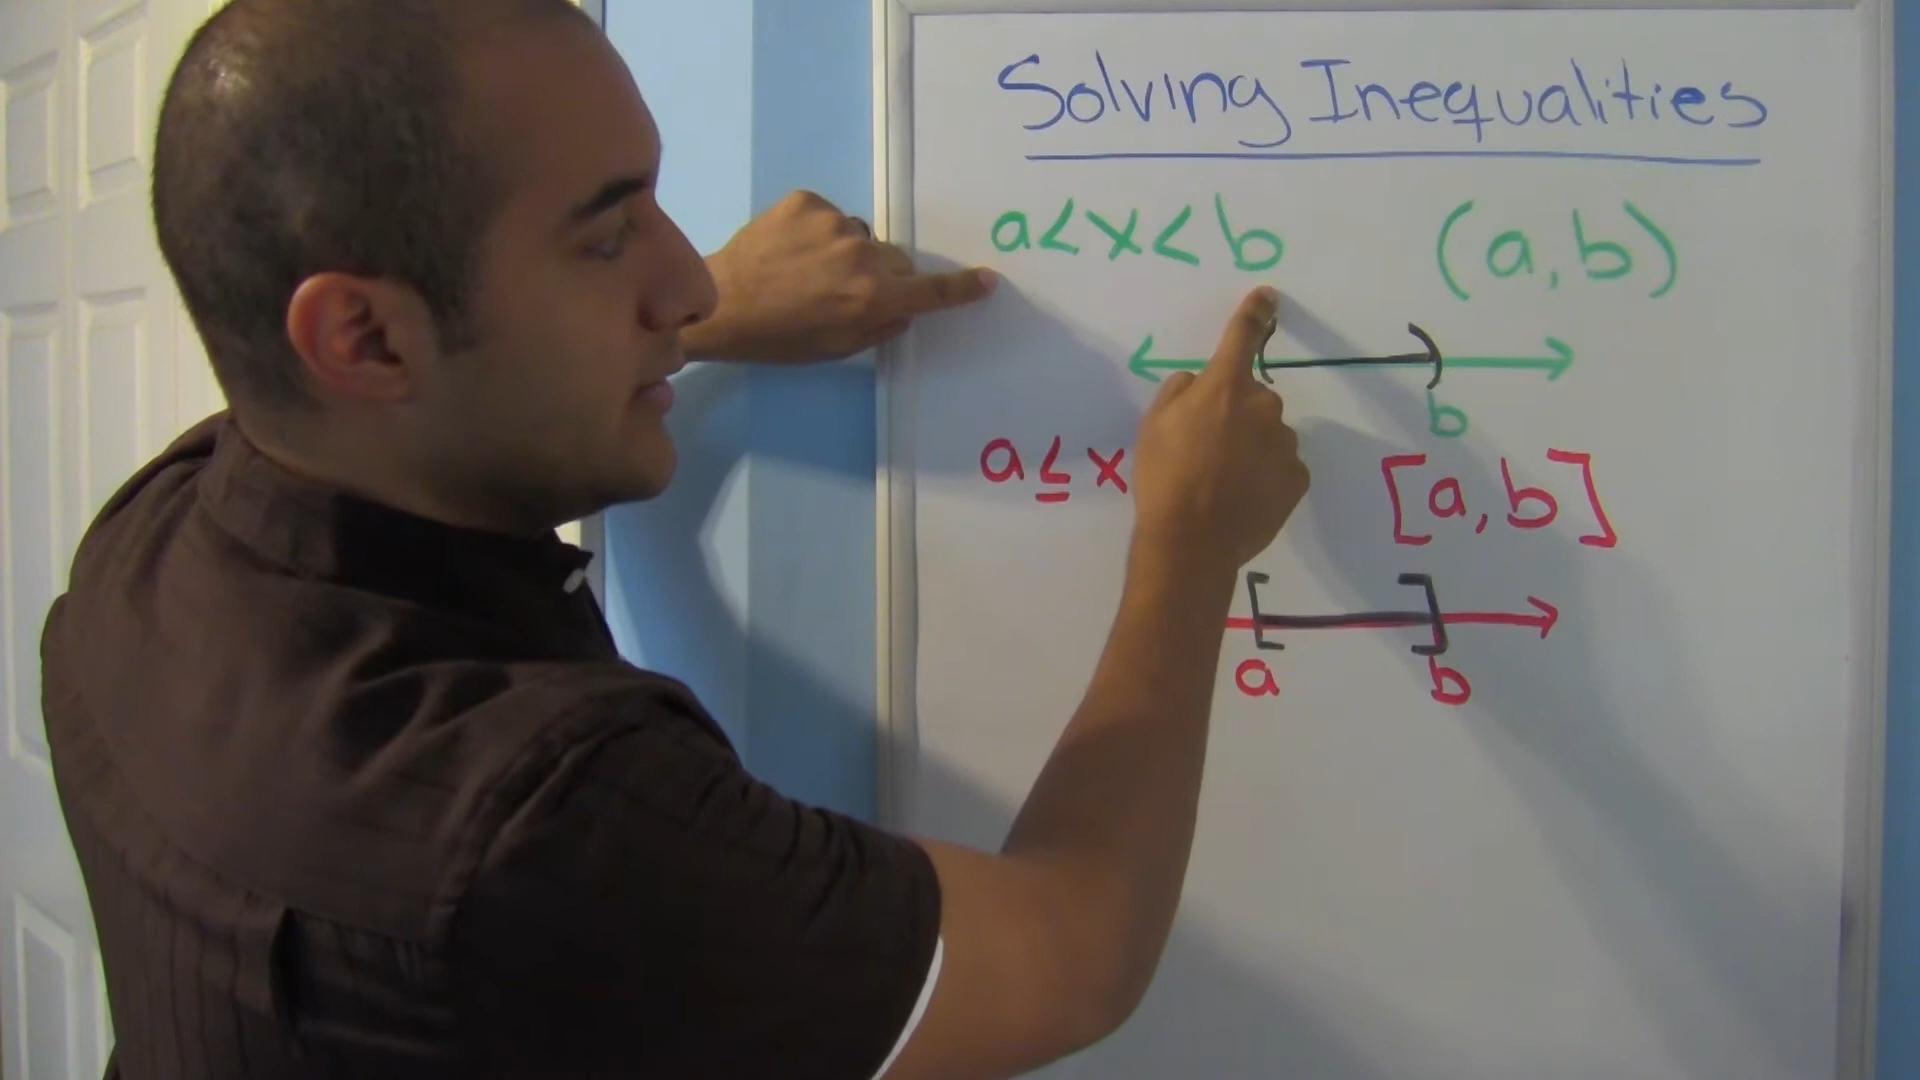 Solving Inequalities
a < x < b (a, b)
b
a ≤ x [a, b]
a b